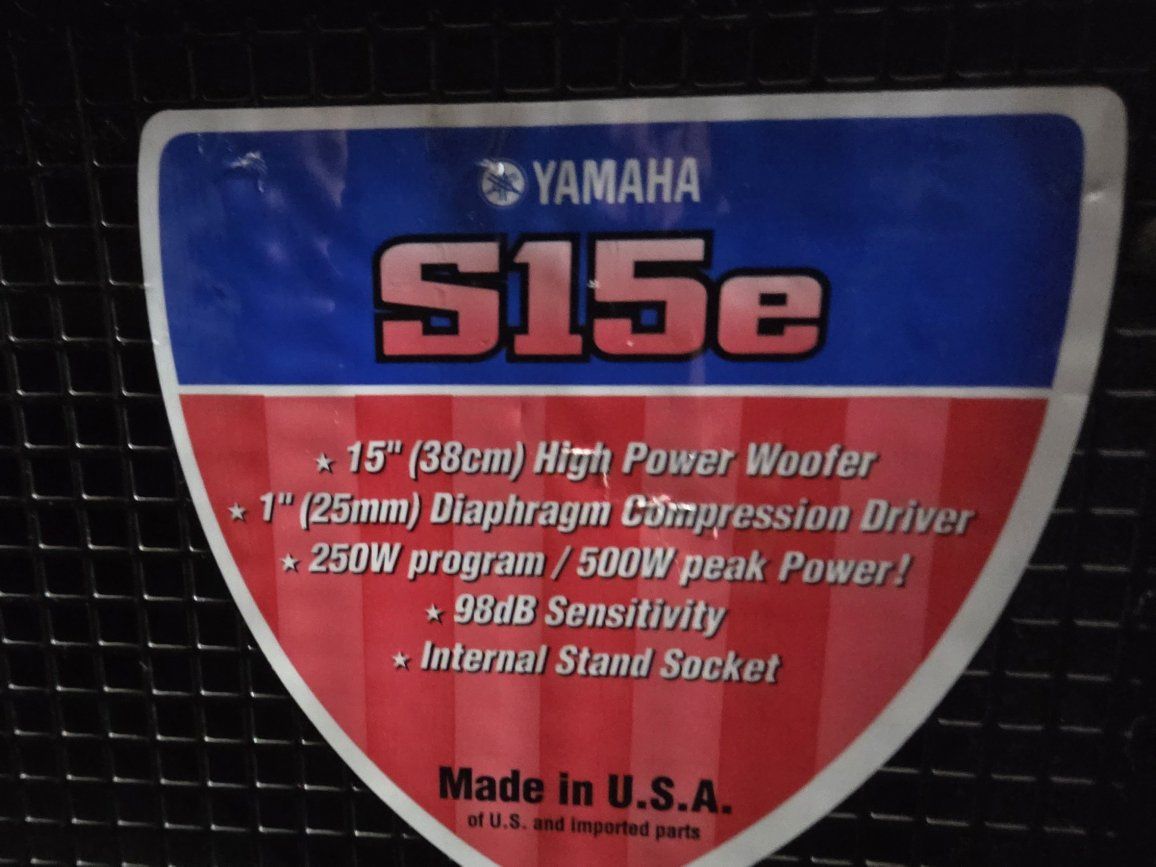 YAMAHA
S15e
★ 15" (38cm) High Power Woofer
★ 1" (25mm) Diaphragm Compression Driver
★ 250W program / 500W peak Power!
★ 98dB Sensitivity
★ Internal Stand Socket
Made in U.S.A.
of U.S. and imported parts